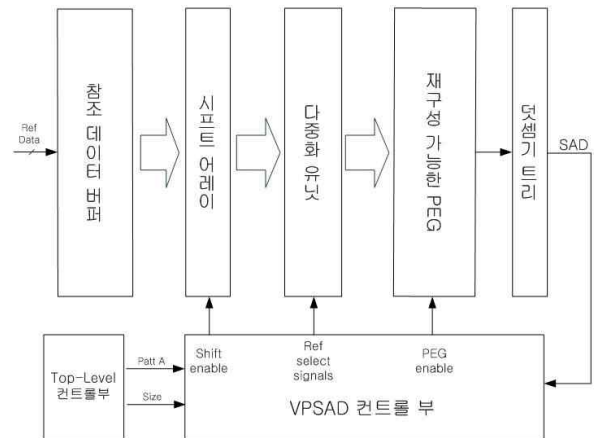 Ref
Data
참조 데이터 버퍼
시프트 어레이
다중화 유닛
재구성 가능한 PEG
덧셈기 트리
SAD
Top-Level
컨트롤부
Patt A
Size
Shift
enable
Ref
select
signals
PEG
enable
VPSAD 컨트롤 부